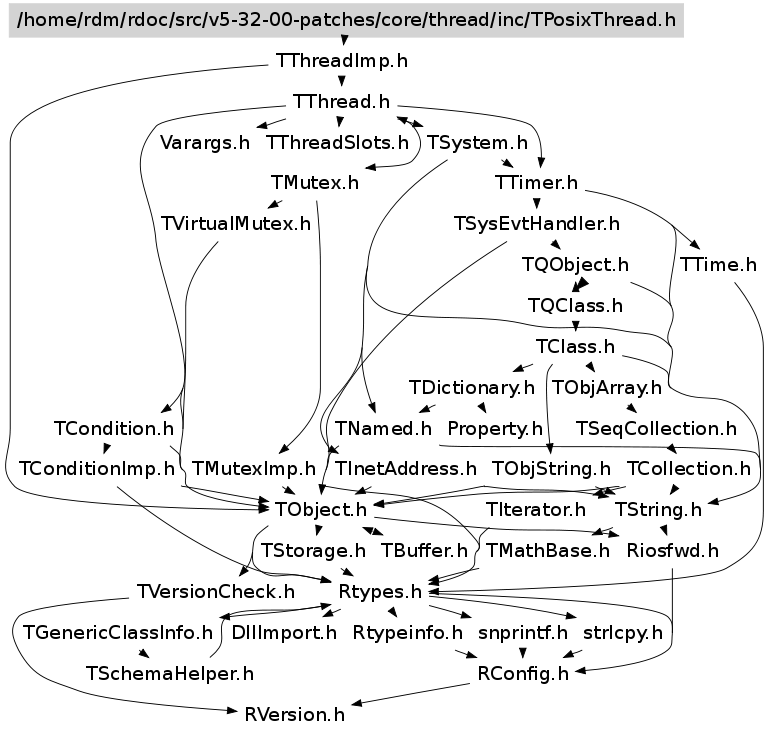 /home/rdm/rdoc/src/v5-32-00-patches/core/thread/inc/TPosixThread.h
TThreadImp.h
TThread.h
Varargs.h TThreadSlots.h TSystem.h
TMutex.h TTimer.h
TVirtualMutex.h TSysEvtHandler.h
TQObject.h TTime.h
TQClass.h
TClass.h
TDictionary.h TObjArray.h
TCondition.h TNamed.h Property.h TSeqCollection.h
TConditionImp.h TMutexImp.h TInetAddress.h TObjString.h TCollection.h
TObject.h TIterator.h TString.h
TStorage.h TBuffer.h TMathBase.h Riosfwd.h
TVersionCheck.h Rtypes.h
TGenericClassInfo.h DllImport.h Rtypeinfo.h snprintf.h strlcpy.h
TSchemaHelper.h RConfig.h
RVersion.h